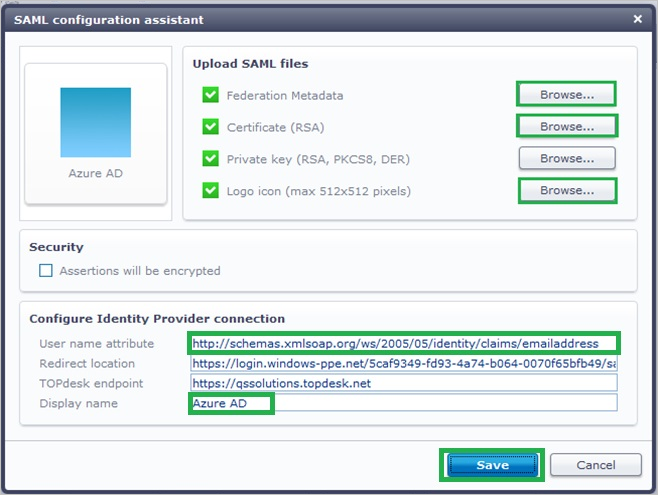 SAML configuration assistant
Azure AD
Upload SAML files
Federation Metadata Browse...
Certificate (RSA) Browse...
Private key (RSA, PKCS8, DER) Browse...
Logo icon (max 512x512 pixels) Browse...
Security
Assertions will be encrypted
Configure Identity Provider connection
User name attribute http://schemas.xmlsoap.org/ws/2005/05/identity/claims/emailaddress
Redirect location https://login.windows-ppe.net/5caf9349-fd93-4a74-b064-0070f65bfb49/sa
TOPdesk endpoint https://qssolutions.topdesk.net
Display name Azure AD
Save Cancel